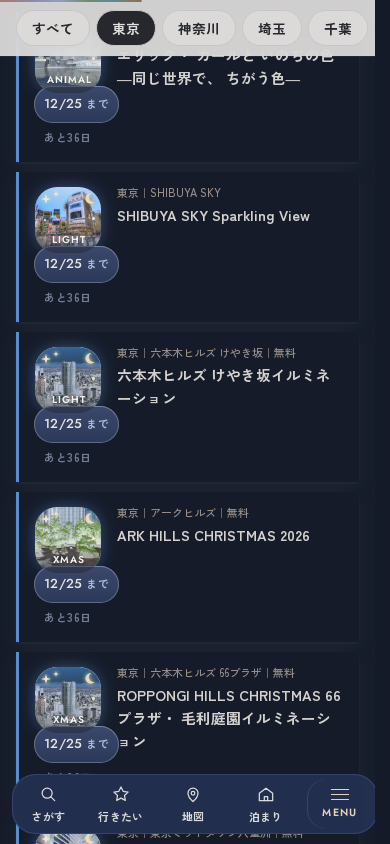 すべて
東京
神奈川
埼玉
千葉
ANIMAL
―同じ世界で、 ちがう色―
12/25 まで
あと36日
東京｜SHIBUYA SKY
LIGHT
SHIBUYA SKY Sparkling View
12/25 まで
あと36日
東京｜六本木ヒルズ けやき坂｜無料
LIGHT
六本木ヒルズ けやき坂イルミネ
ーション
12/25 まで
あと36日
東京｜アークヒルズ｜無料
XMAS
ARK HILLS CHRISTMAS 2026
12/25 まで
あと36日
東京｜六本木ヒルズ 66プラザ｜無料
XMAS
ROPPONGI HILLS CHRISTMAS 66
プラザ・ 毛利庭園イルミネーシ
ョン
12/25 まで
さがす
行きたい
地図
泊まり
MENU